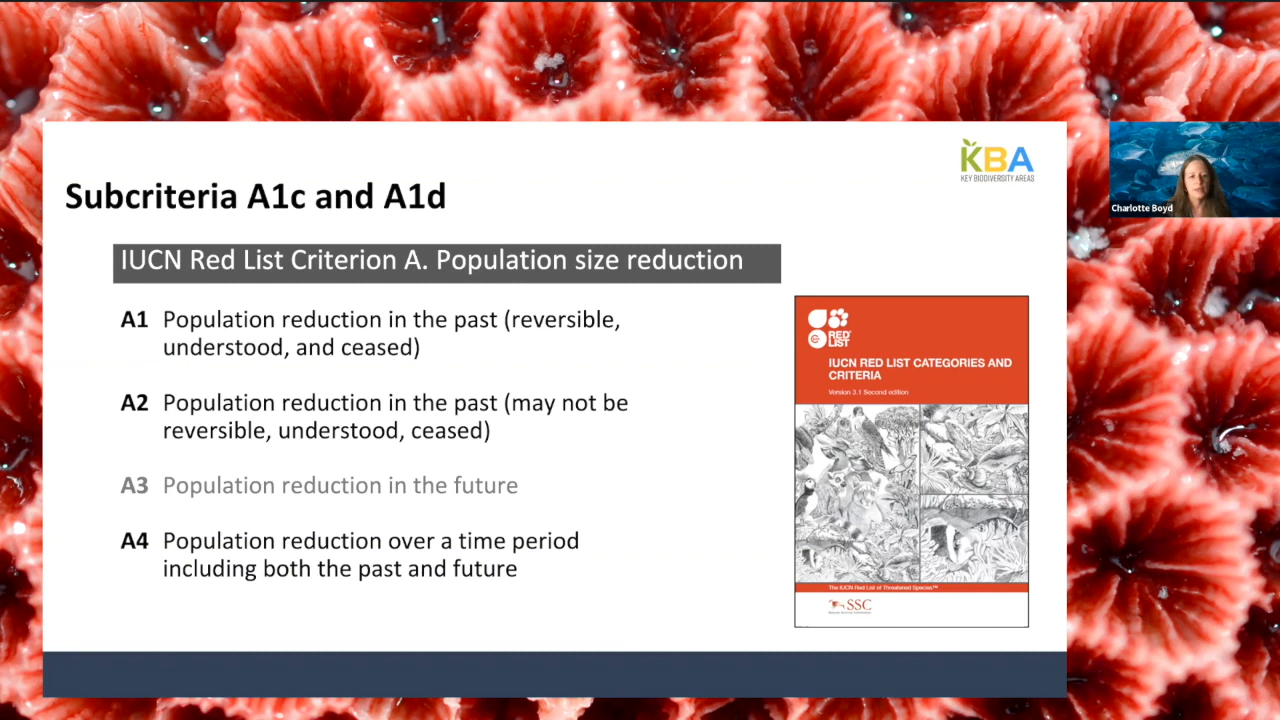 KBA
KEY BIODIVERSITY AREAS
Subcriteria A1c and A1d
Charlotte Boyd
IUCN Red List Criterion A. Population size reduction
A1 Population reduction in the past (reversible,
understood, and ceased)
A2 Population reduction in the past (may not be
reversible, understood, ceased)
A3 Population reduction in the future
A4 Population reduction over a time period
including both the past and future
RED
LIST
IUCN RED LIST CATEGORIES AND
CRITERIA
Version 3.1 Second edition
The IUCN Red List of Threatened Species™
SSC